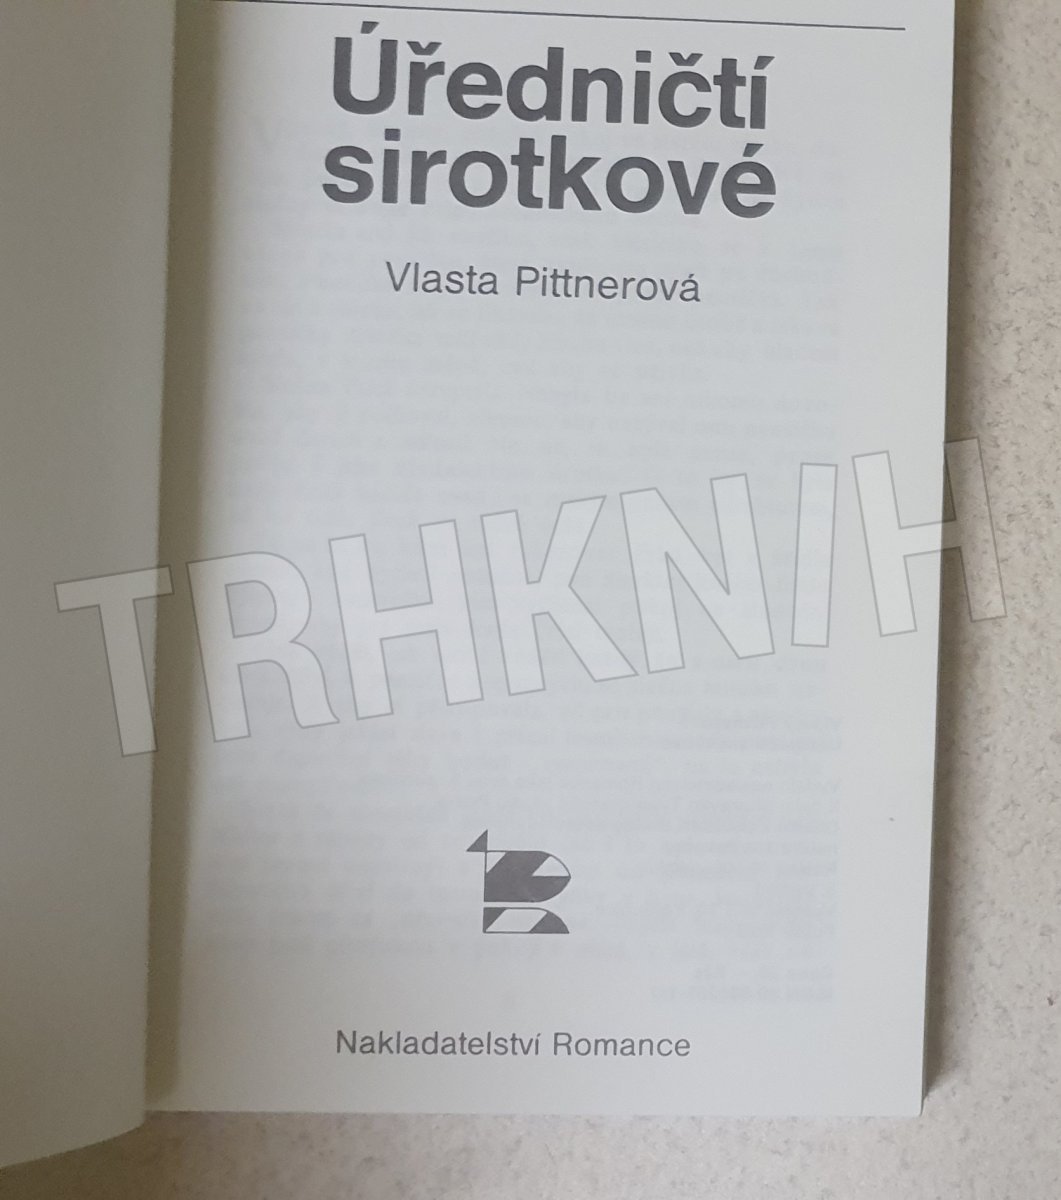 Úředničtí
sirotkové
Vlasta Pittnerová
TRHKNIH
Nakladatelství Romance